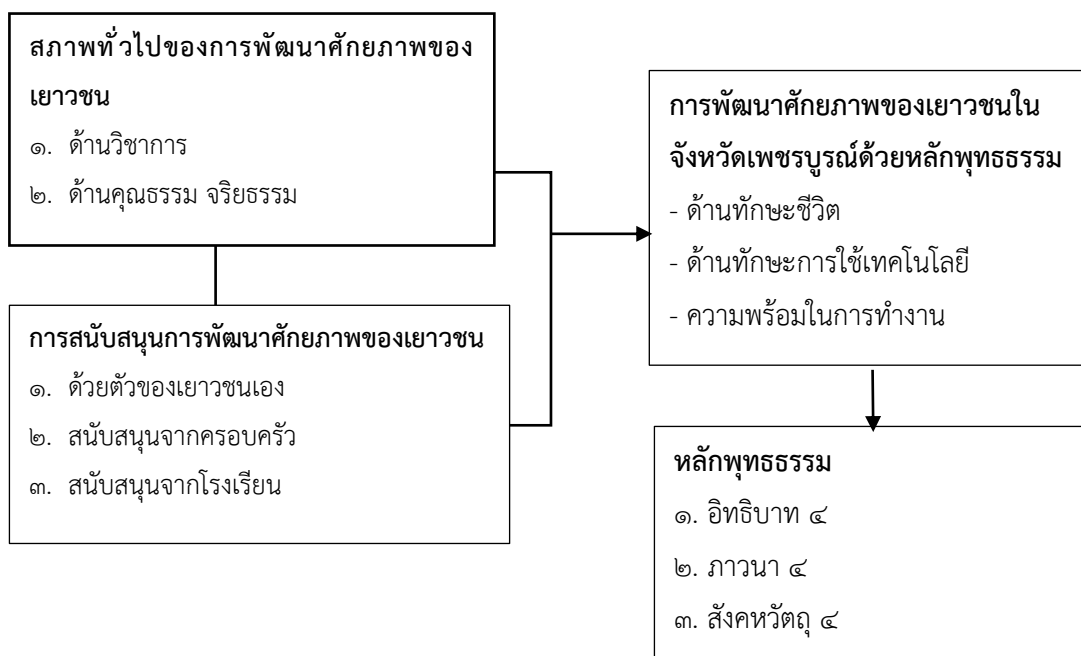 สภาพทั่วไปของการพัฒนาศักยภาพของ
เยาวชน
๑. ด้านวิชาการ
๒. ด้านคุณธรรม จริยธรรม
การสนับสนุนการพัฒนาศักยภาพของเยาวชน
๑. ด้วยตัวของเยาวชนเอง
๒. สนับสนุนจากครอบครัว
๓. สนับสนุนจากโรงเรียน
การพัฒนาศักยภาพของเยาวชนใน
จังหวัดเพชรบูรณ์ด้วยหลักพุทธธรรม
- ด้านทักษะชีวิต
- ด้านทักษะการใช้เทคโนโลยี
- ความพร้อมในการทำงาน
หลักพุทธธรรม
๑. อิทธิบาท ๔
๒. ภาวนา ๔
๓. สังคหวัตถุ ๔